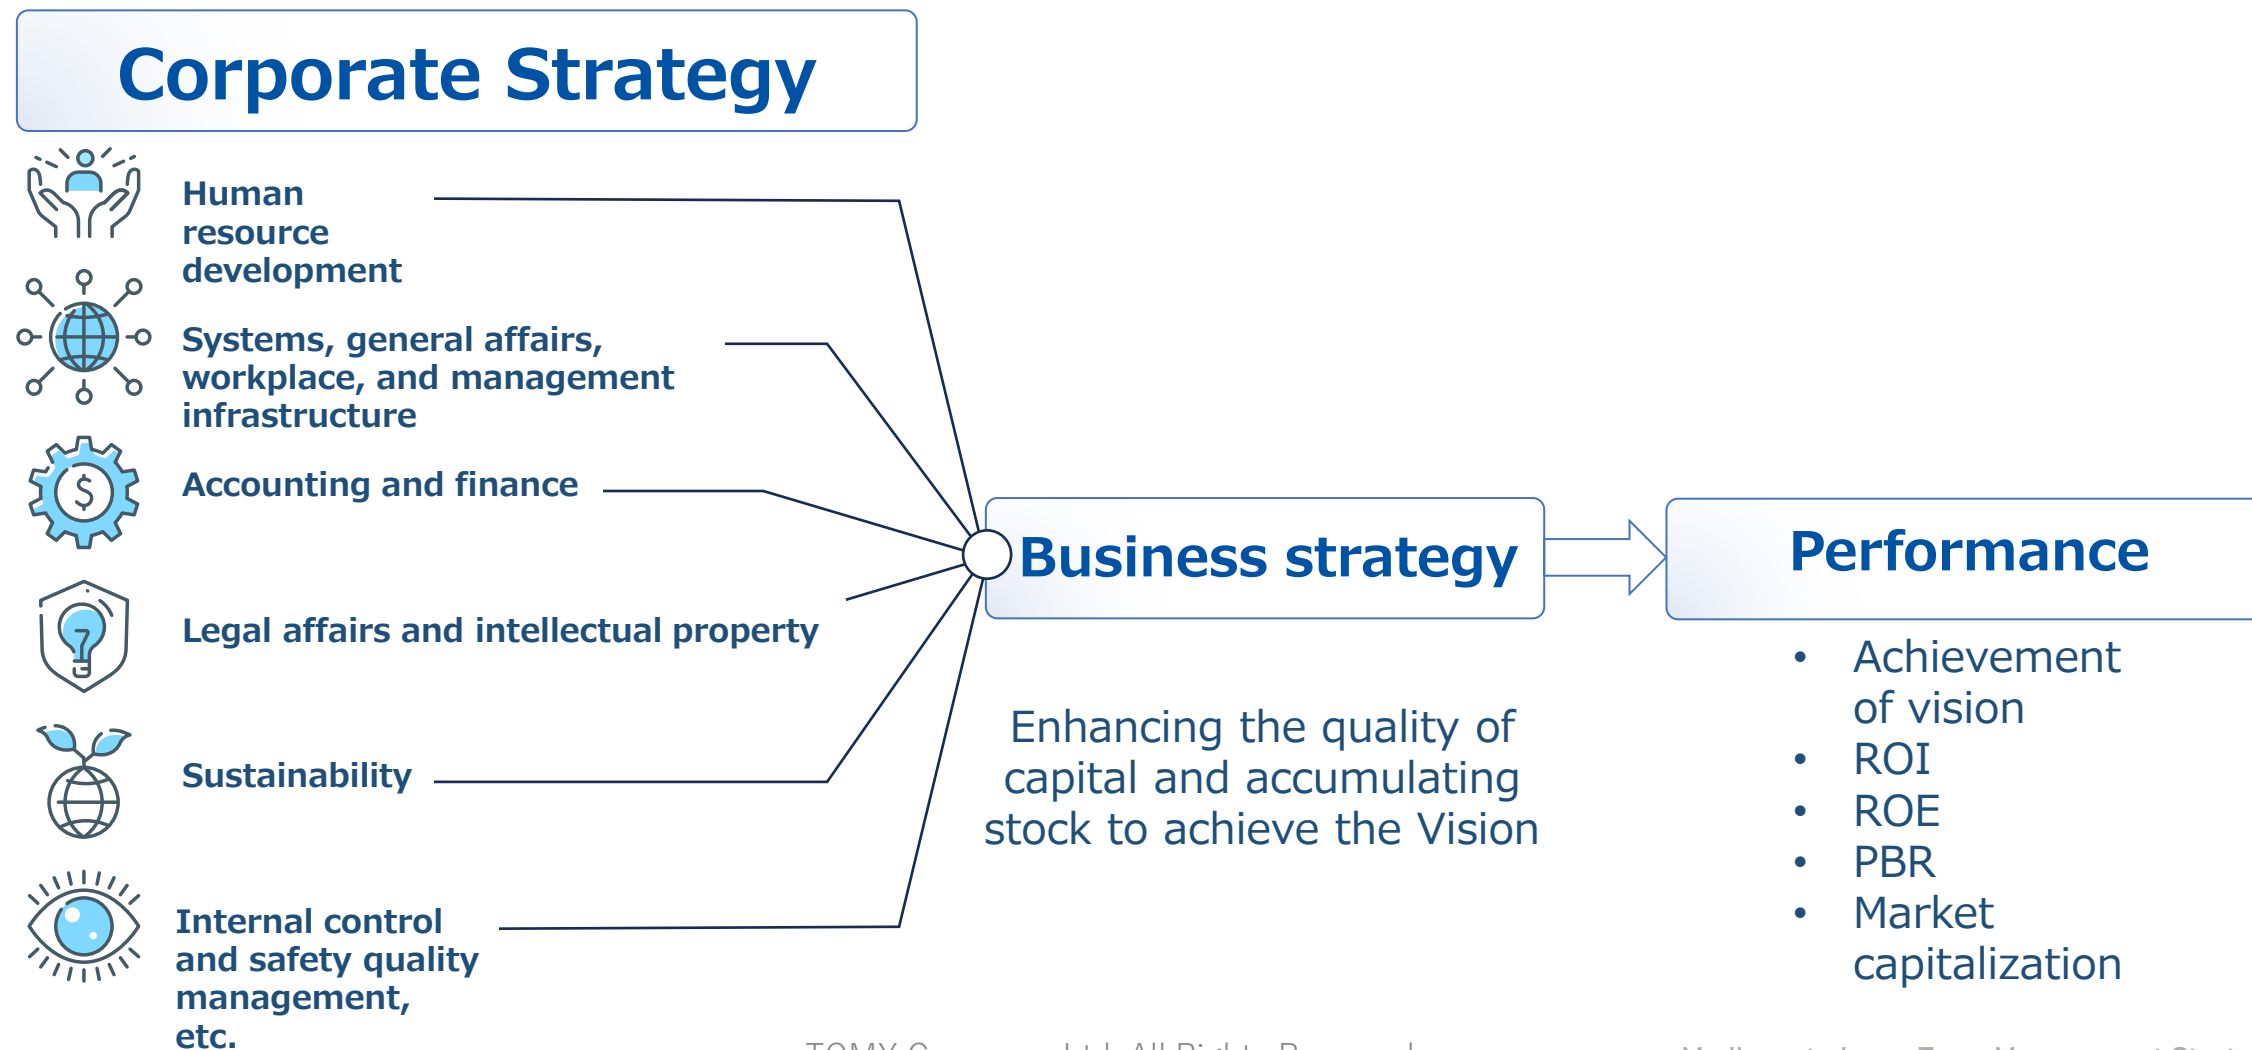 Corporate Strategy
Human
resource
development
Systems, general affairs,
workplace, and management
infrastructure
Accounting and finance
$
Legal affairs and intellectual property
Sustainability
Internal control
and safety quality
management,
etc.
Business strategy
Enhancing the quality of
capital and accumulating
stock to achieve the Vision
Performance
• Achievement
of vision
• ROI
• ROE
• PBR
• Market
capitalization